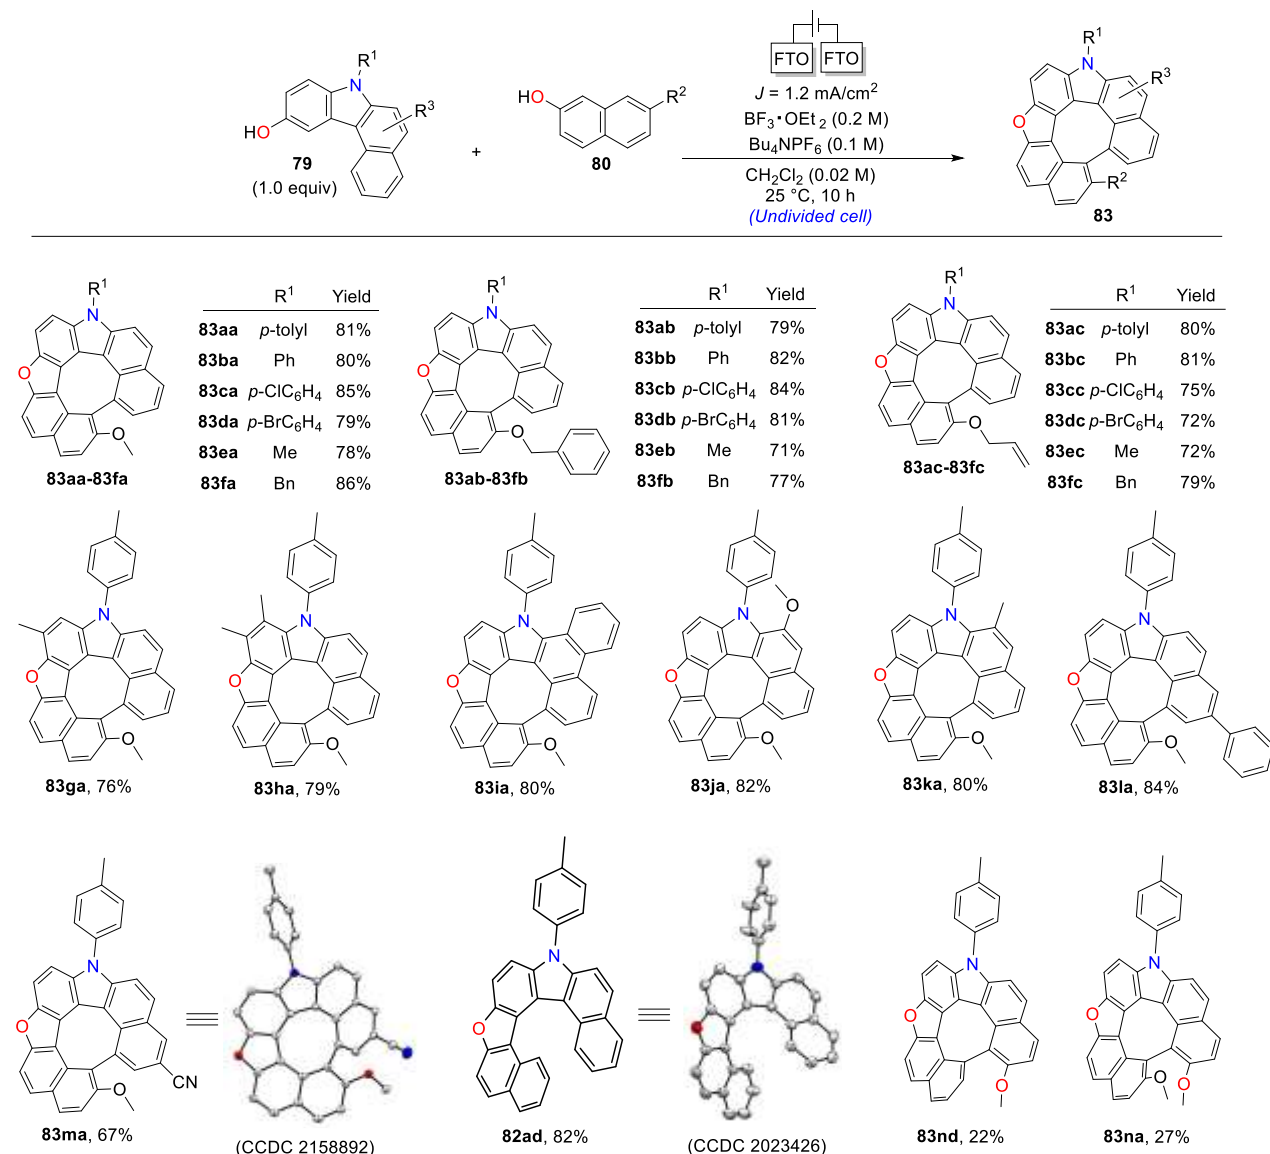 R¹
N
R³
HO
79
(1.0 equiv)
+
HO
R²
80
FTO FTO
J = 1.2 mA/cm²
BF₃•OEt₂ (0.2 M)
Bu₄NPF₆ (0.1 M)
CH₂Cl₂ (0.02 M)
25 °C, 10 h
(Undivided cell)
R¹
N
R³
O
R²
83
R¹
N
O
O
83aa-83fa
R¹ Yield
83aa p-tolyl 81%
83ba Ph 80%
83ca p-ClC₆H₄ 85%
83da p-BrC₆H₄ 79%
83ea Me 78%
83fa Bn 86%
R¹
N
O
O
83ab-83fb
R¹ Yield
83ab p-tolyl 79%
83bb Ph 82%
83cb p-ClC₆H₄ 84%
83db p-BrC₆H₄ 81%
83eb Me 71%
83fb Bn 77%
R¹
N
O
O
83ac-83fc
R¹ Yield
83ac p-tolyl 80%
83bc Ph 81%
83cc p-ClC₆H₄ 75%
83dc p-BrC₆H₄ 72%
83ec Me 72%
83fc Bn 79%
N
O
O
83ga, 76%
N
O
O
83ha, 79%
N
O
O
83ia, 80%
O
N
O
O
83ja, 82%
N
O
O
83ka, 80%
N
O
O
83la, 84%
N
O
O
CN
83ma, 67%
(CCDC 2158892)
N
O
82ad, 82%
(CCDC 2023426)
N
O
O
83nd, 22%
N
O
O
O
83na, 27%